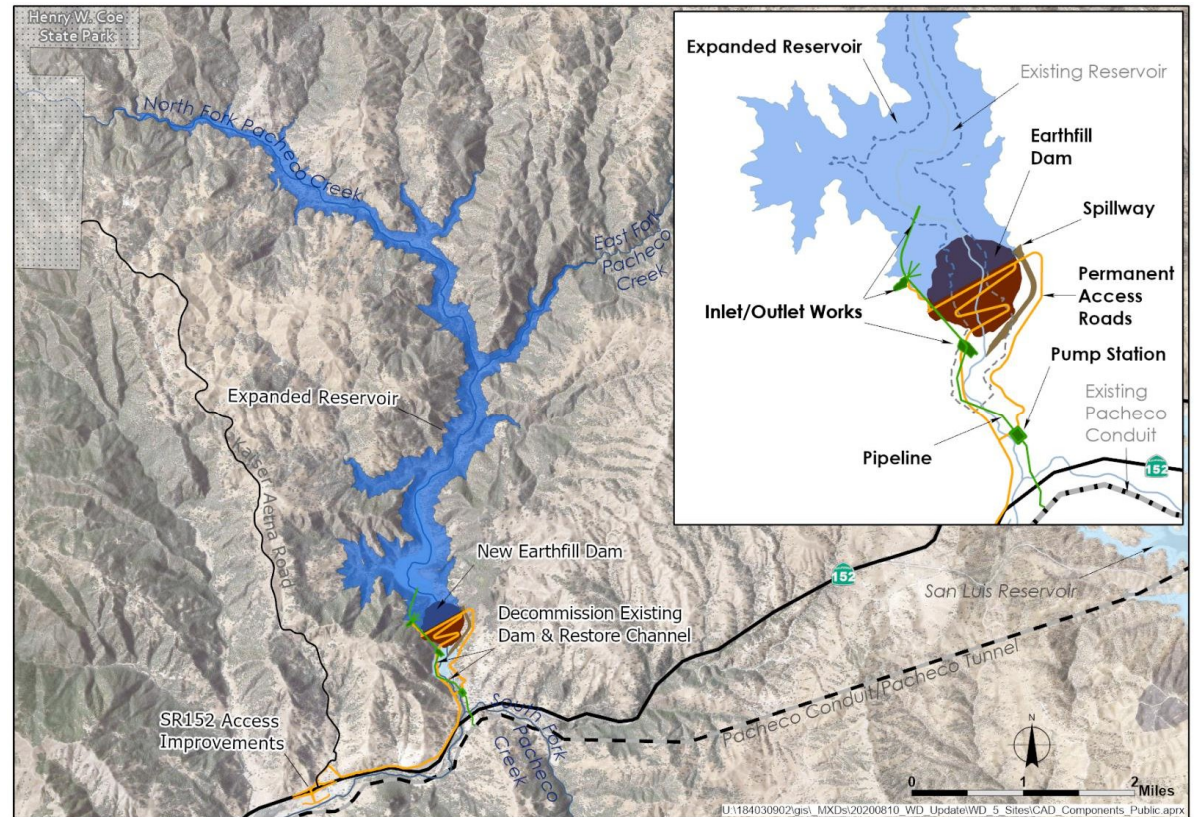 Henry W. Coe
State Park
North Fork Pacheco Creek
East Fork
Pacheco
Creek
Expanded Reservoir
Kaiser Aetna Road
New Earthfill Dam
Decommission Existing
Dam & Restore Channel
SR152 Access
Improvements
South Fork
Pacheco
Creek
152
San Luis Reservoir
Pacheco Conduit/Pacheco Tunnel
Expanded Reservoir
Existing Reservoir
Earthfill
Dam
Spillway
Permanent
Access
Roads
Inlet/Outlet Works
Pump Station
Existing
Pacheco
Conduit
Pipeline
152
N
0 1 2
Miles
U:\184030902\gis\_MXDs\20200810_WD_Update\WD_5_Sites\CAD_Components_Public.aprx